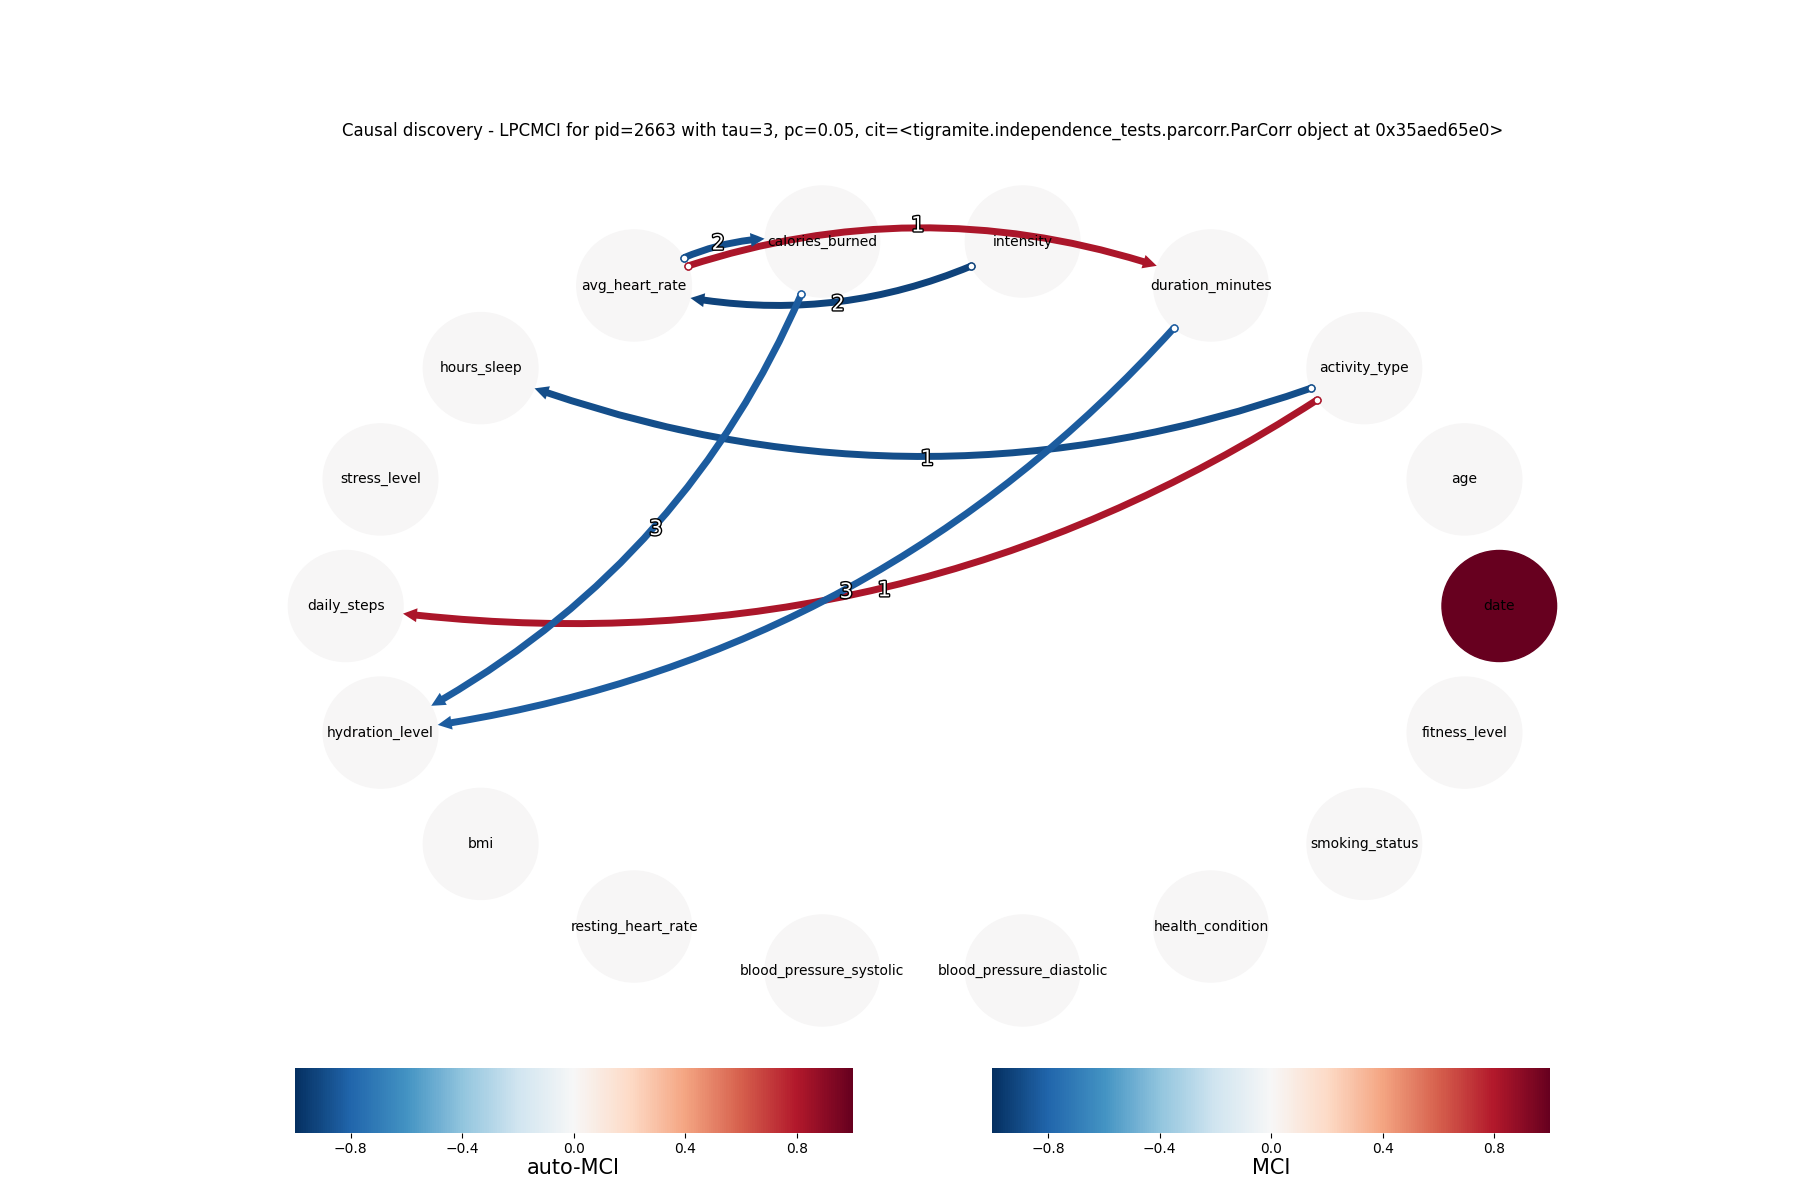 Causal discovery - LPCMCI for pid=2663 with tau=3, pc=0.05, cit=<tigramite.independence_tests.parcorr.ParCorr object at 0x35aed65e0>
1
2
calories_burned
intensity
avg_heart_rate
duration_minutes
2
hours_sleep
activity_type
1
stress_level
age
3
3
1
daily_steps
date
hydration_level
fitness_level
bmi
smoking_status
resting_heart_rate
health_condition
blood_pressure_systolic
blood_pressure_diastolic
−0.8 −0.4 0.0 0.4 0.8
auto-MCI
−0.8 −0.4 0.0 0.4 0.8
MCI